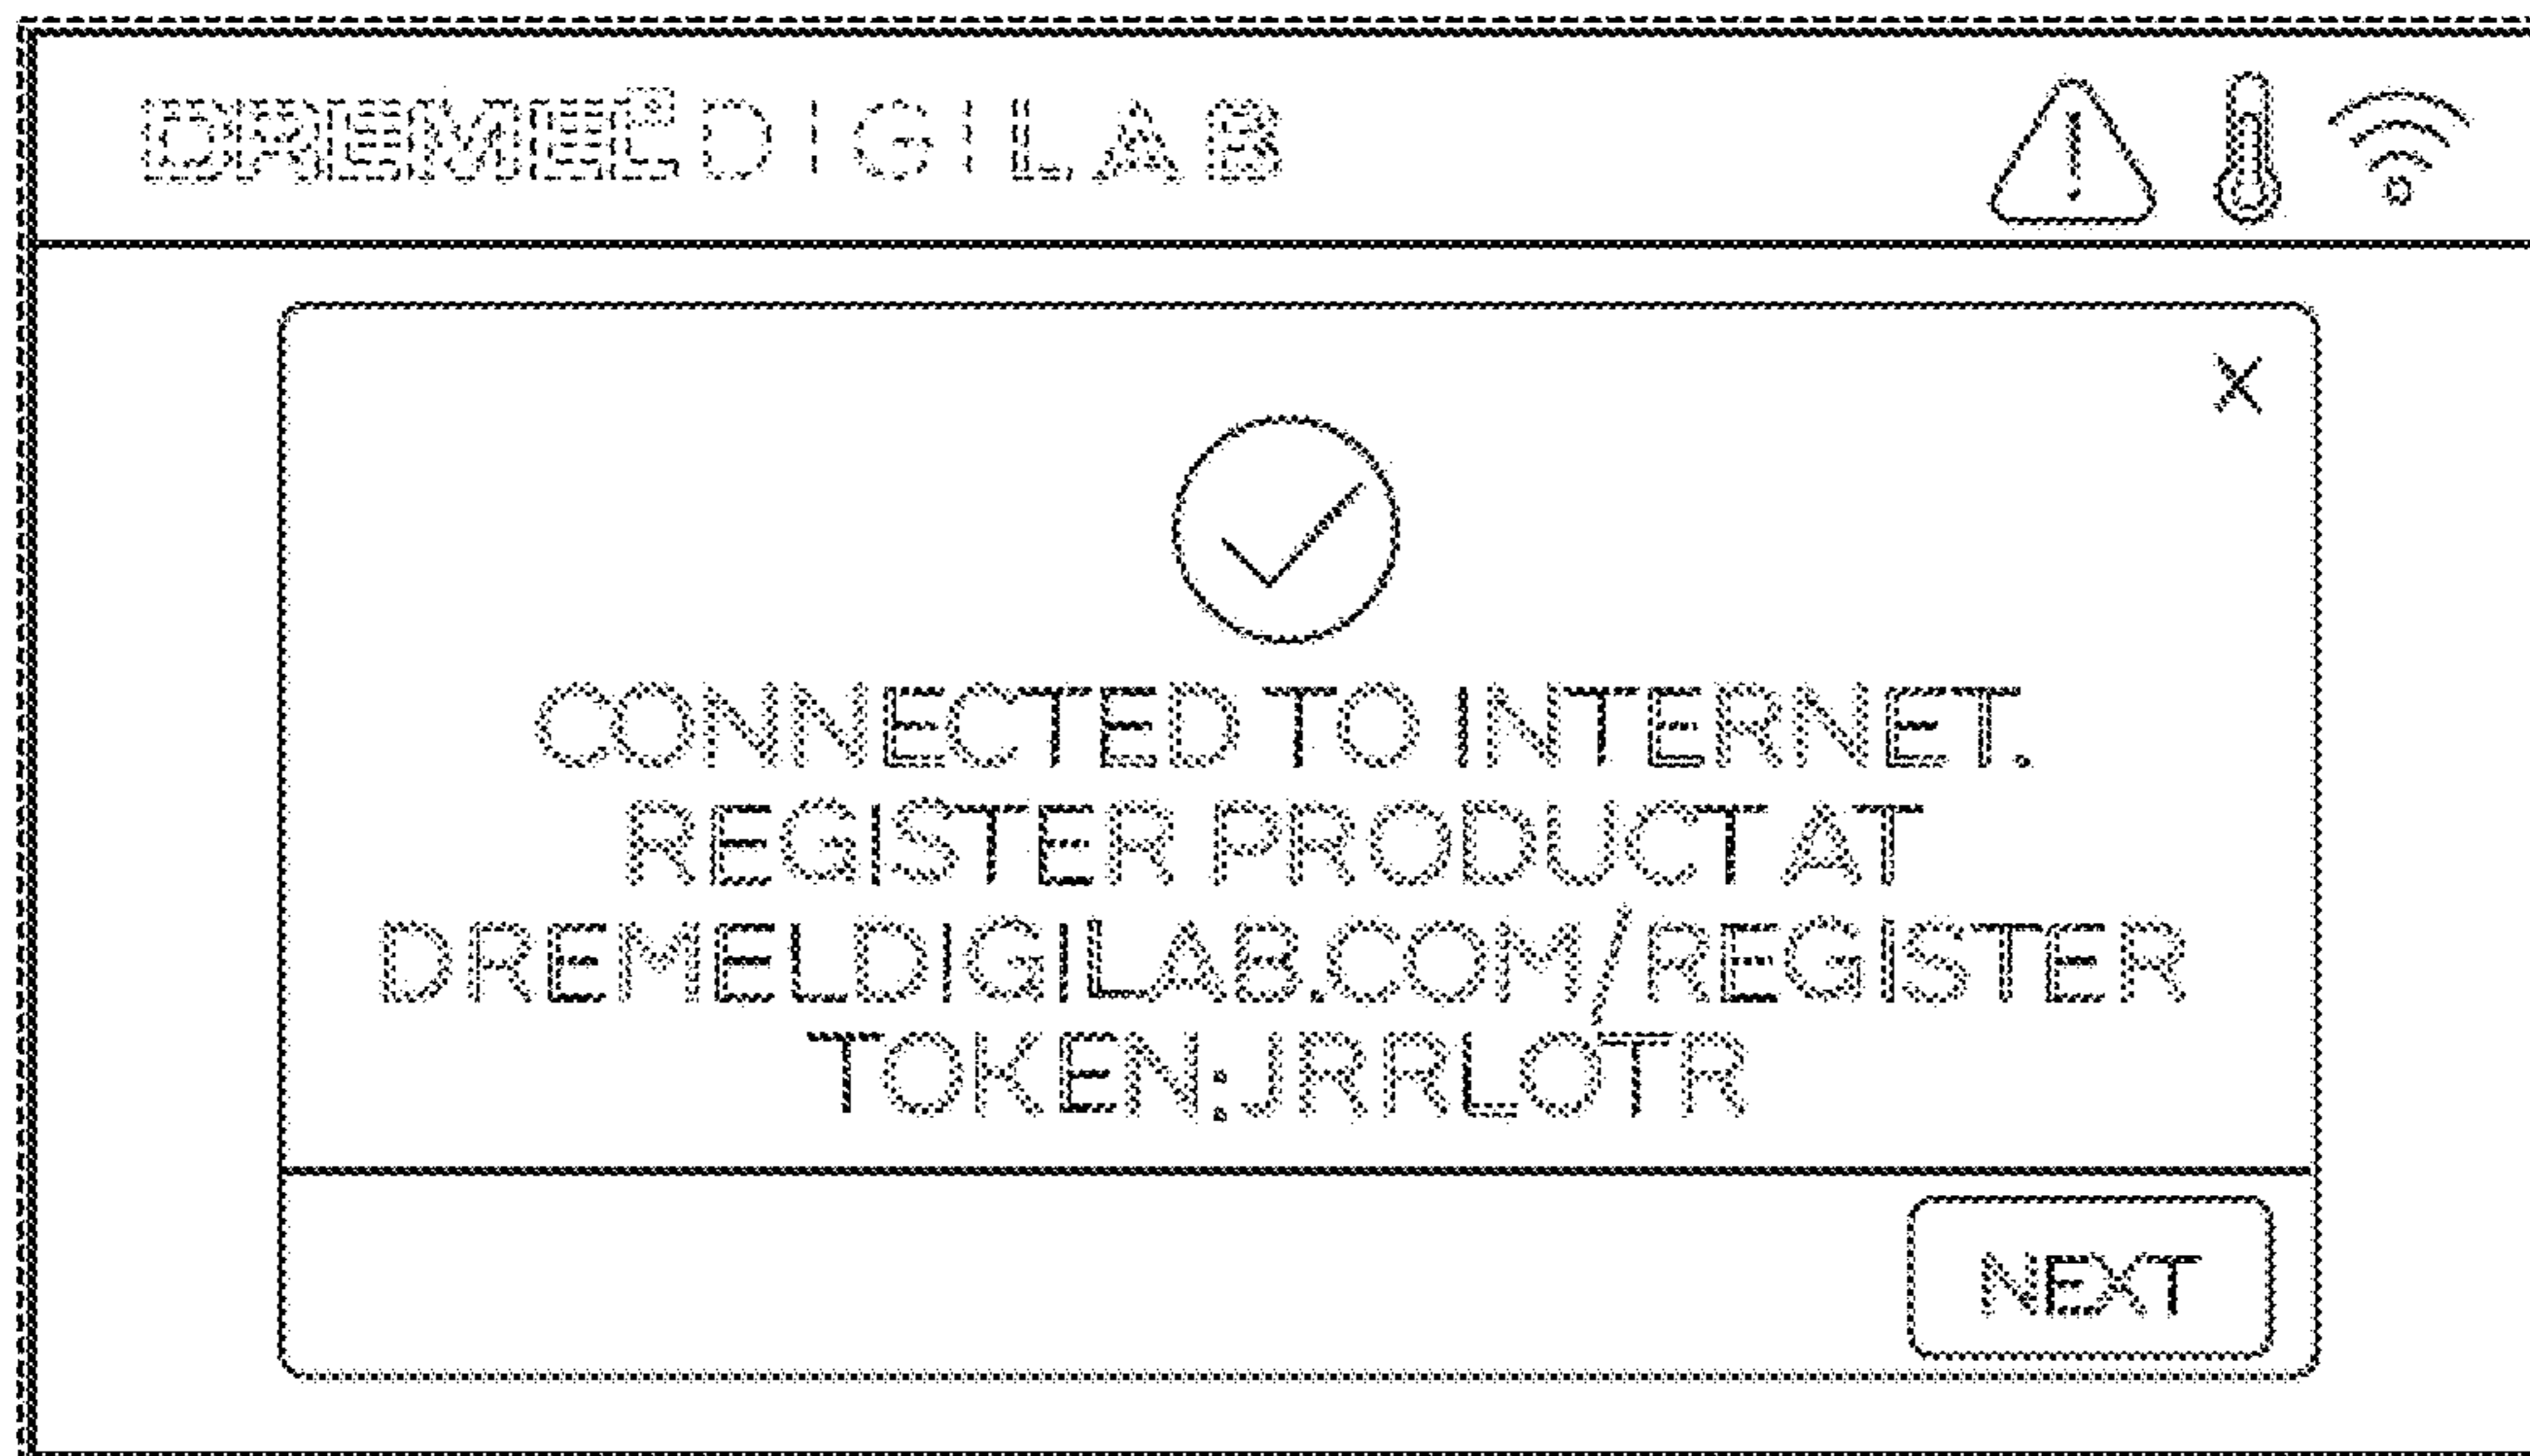 DREMEL® DIGILAB
×
CONNECTED TO INTERNET.
REGISTER PRODUCT AT
DREMELDIGILAB.COM/REGISTER
TOKEN:JRRLOTR
NEXT